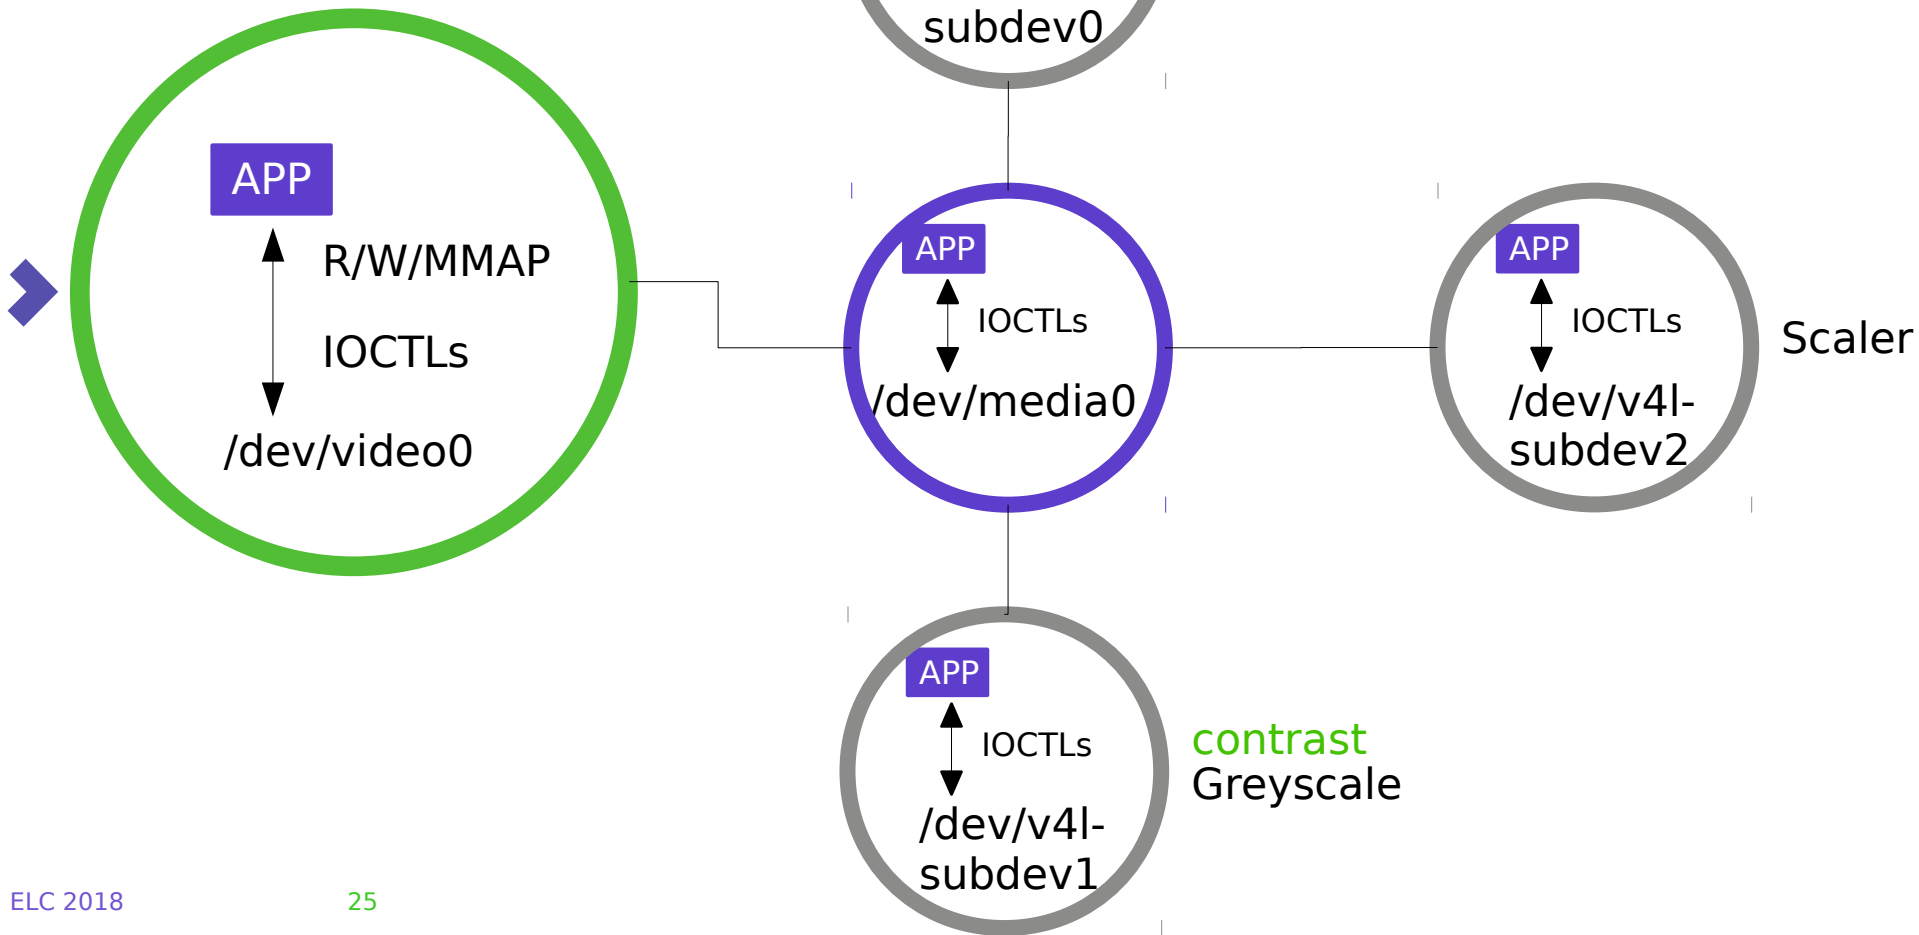 subdev0
APP
R/W/MMAP
IOCTLs
/dev/video0
APP
IOCTLs
/dev/media0
APP
IOCTLs
/dev/v4l-
subdev2
Scaler
APP
IOCTLs
/dev/v4l-
subdev1
contrast
Greyscale
ELC 2018
25